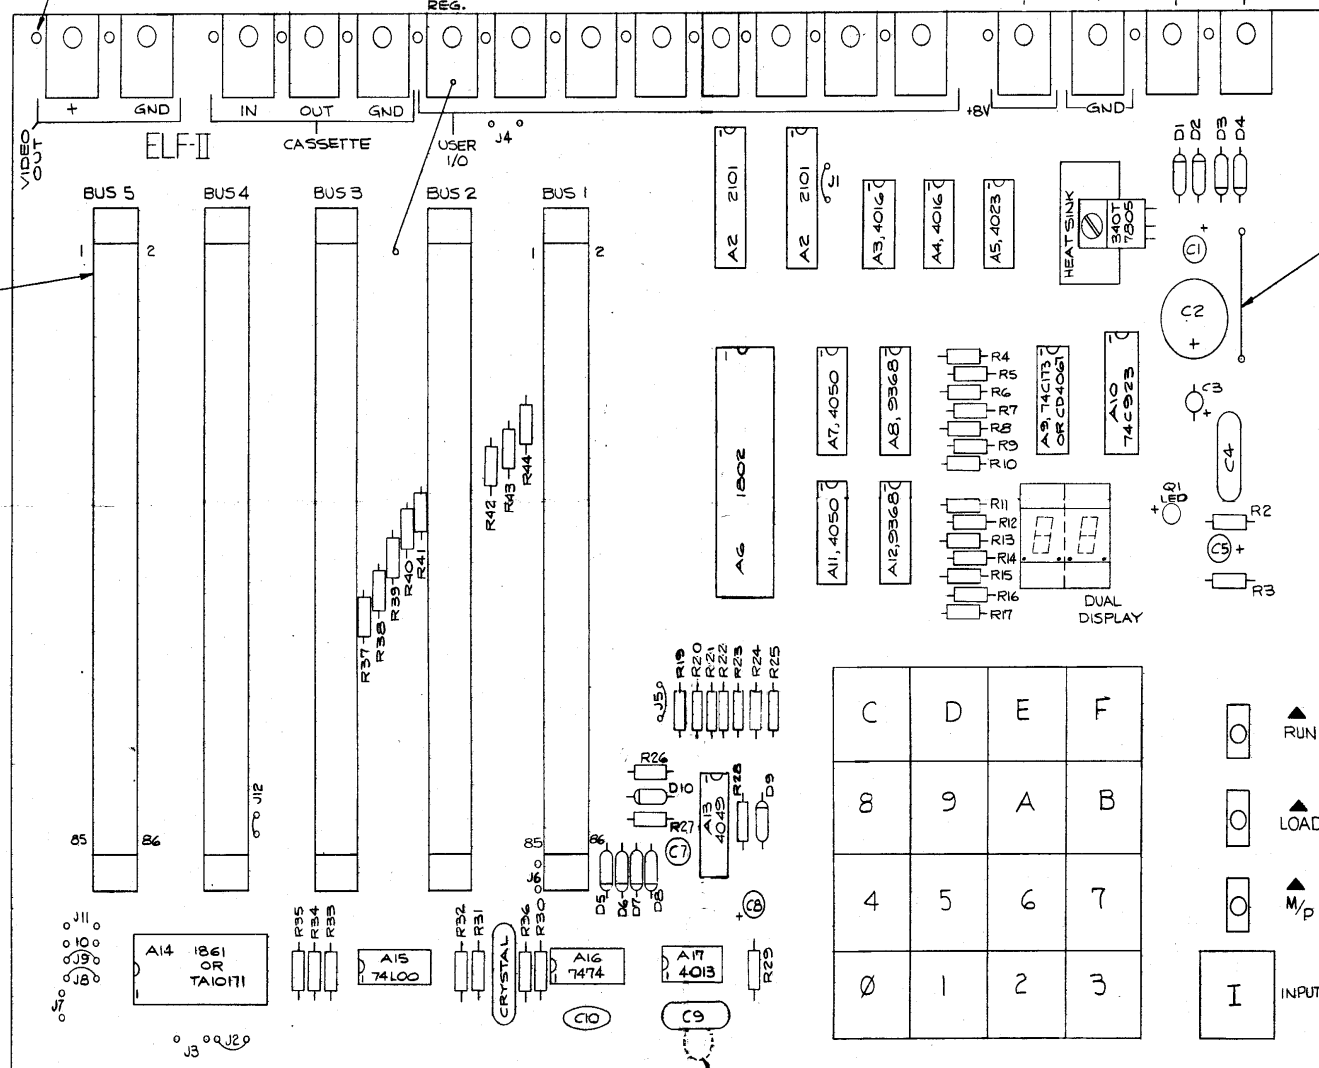 REG.
+
GND
IN
OUT
GND
+8V
GND
VIDEO
OUT
ELF-II
CASSETTE
USER
I/O
J4
D1
D2
D3
D4
BUS 5
BUS 4
BUS 3
BUS 2
BUS 1
1
2
1
2
A2 2101
A2 2101
J1
A3, 4016
A4, 4016
A5, 4023
HEAT SINK
340T
7805
C1
+
C2
+
C3
+
C4
A6 1802
A7, 4050
A8, 9368
R4
R5
R6
R7
R8
R9
R10
A9, 74C173
OR CD4061
A10
74C923
R44
R43
R42
R41
R40
R39
R38
R37
A11, 4050
A12, 9368
R11
R12
R13
R14
R15
R16
R17
DUAL
DISPLAY
Q1
LED
+
R2
C5 +
R3
J5
R19
R20
R21
R22
R23
R24
R25
C
D
E
F
RUN
R26
D10
R27
C7
A13
4049
R28
D9
8
9
A
B
LOAD
J12
85
86
85
86
J6
D5
D6
D7
D8
C8
+
4
5
6
7
M/P
J11
10
J9
J8
J7
A14 1861
OR
TA10171
R35
R34
R33
A15
74L00
R32
R31
CRYSTAL
R36
R30
A16
7474
A17
4013
R29
0
1
2
3
I
INPUT
J3
J2
C10
C9